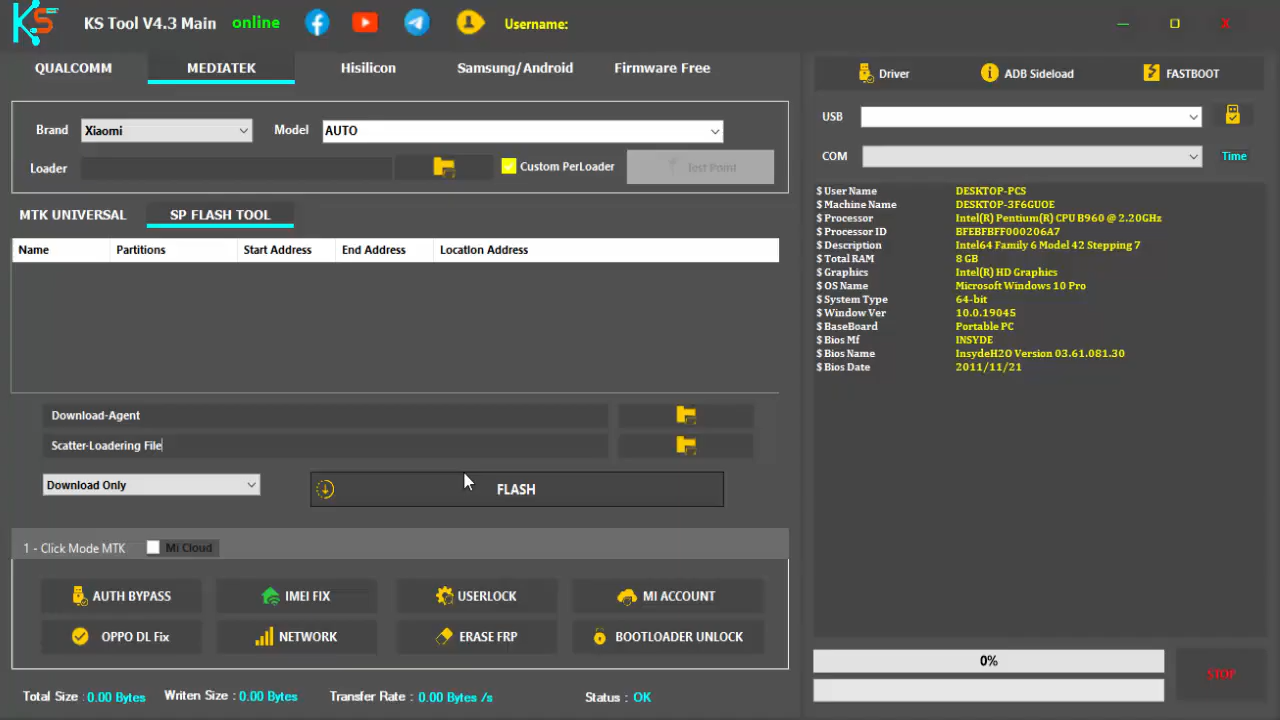 KS KS Tool V4.3 Main online Username:
QUALCOMM MEDIATEK Hisilicon Samsung/Android Firmware Free
Brand Xiaomi Model AUTO
Loader Custom PerLoader Test Point
MTK UNIVERSAL SP FLASH TOOL
Name Partitions Start Address End Address Location Address
Download-Agent
Scatter-Loadering File
Download Only FLASH
1 - Click Mode MTK Mi Cloud
AUTH BYPASS IMEI FIX USERLOCK MI ACCOUNT
OPPO DL Fix NETWORK ERASE FRP BOOTLOADER UNLOCK
Total Size : 0.00 Bytes Writen Size : 0.00 Bytes Transfer Rate : 0.00 Bytes /s Status : OK
Driver ADB Sideload FASTBOOT
USB
COM Time
$ User Name DESKTOP-PCS
$ Machine Name DESKTOP-3F6GUOE
$ Processor Intel(R) Pentium(R) CPU B960 @ 2.20GHz
$ Processor ID BFEBFBFF000206A7
$ Description Intel64 Family 6 Model 42 Stepping 7
$ Total RAM 8 GB
$ Graphics Intel(R) HD Graphics
$ OS Name Microsoft Windows 10 Pro
$ System Type 64-bit
$ Window Ver 10.0.19045
$ BaseBoard Portable PC
$ Bios Mf INSYDE
$ Bios Name InsydeH2O Version 03.61.081.30
$ Bios Date 2011/11/21
0% STOP